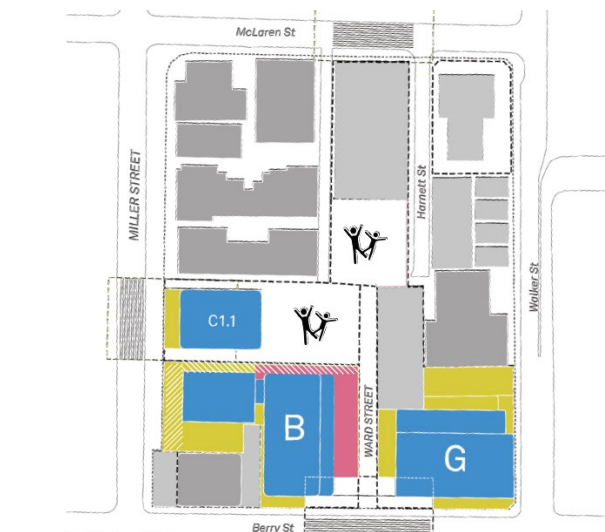 McLaren St
MILLER STREET
Harnett St
Walker St
C1.1
B
WARD STREET
G
Berry St